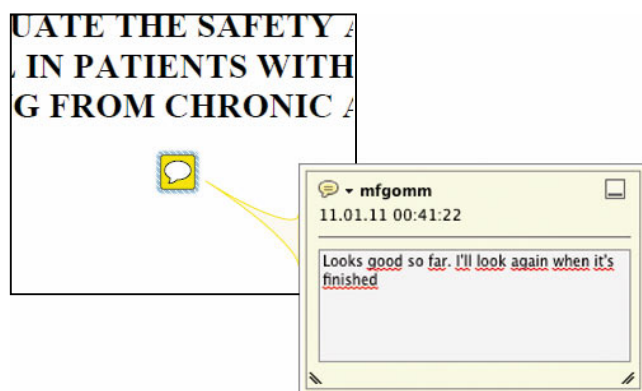 UATE THE SAFETY
IN PATIENTS WITH
G FROM CHRONIC
mfgomm
11.01.11 00:41:22
Looks good so far. I'll look again when it's
finished